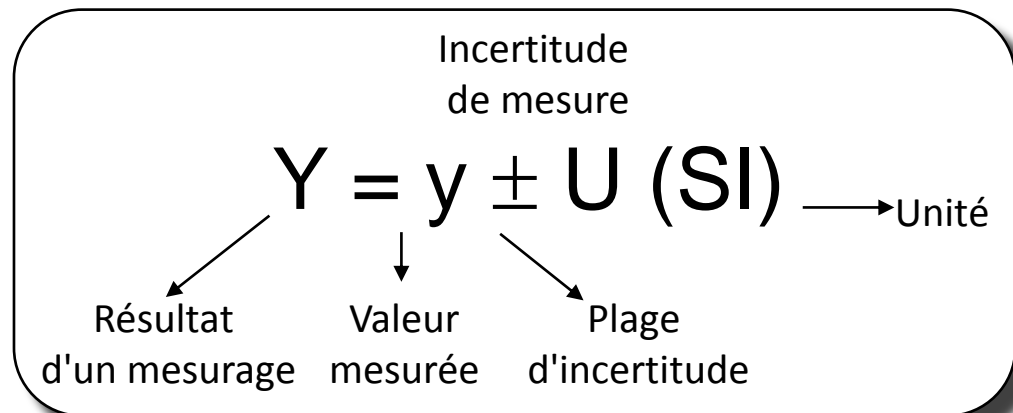 Incertitude
de mesure
Y = y ± U (SI)
Unité
Résultat
d'un mesurage
Valeur
mesurée
Plage
d'incertitude